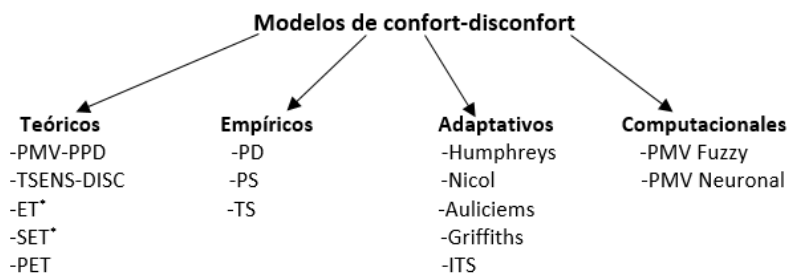 Modelos de confort-disconfort
Teóricos
-PMV-PPD
-TSENS-DISC
-ET*
-SET*
-PET
Empíricos
-PD
-PS
-TS
Adaptativos
-Humphreys
-Nicol
-Auliciems
-Griffiths
-ITS
Computacionales
-PMV Fuzzy
-PMV Neuronal